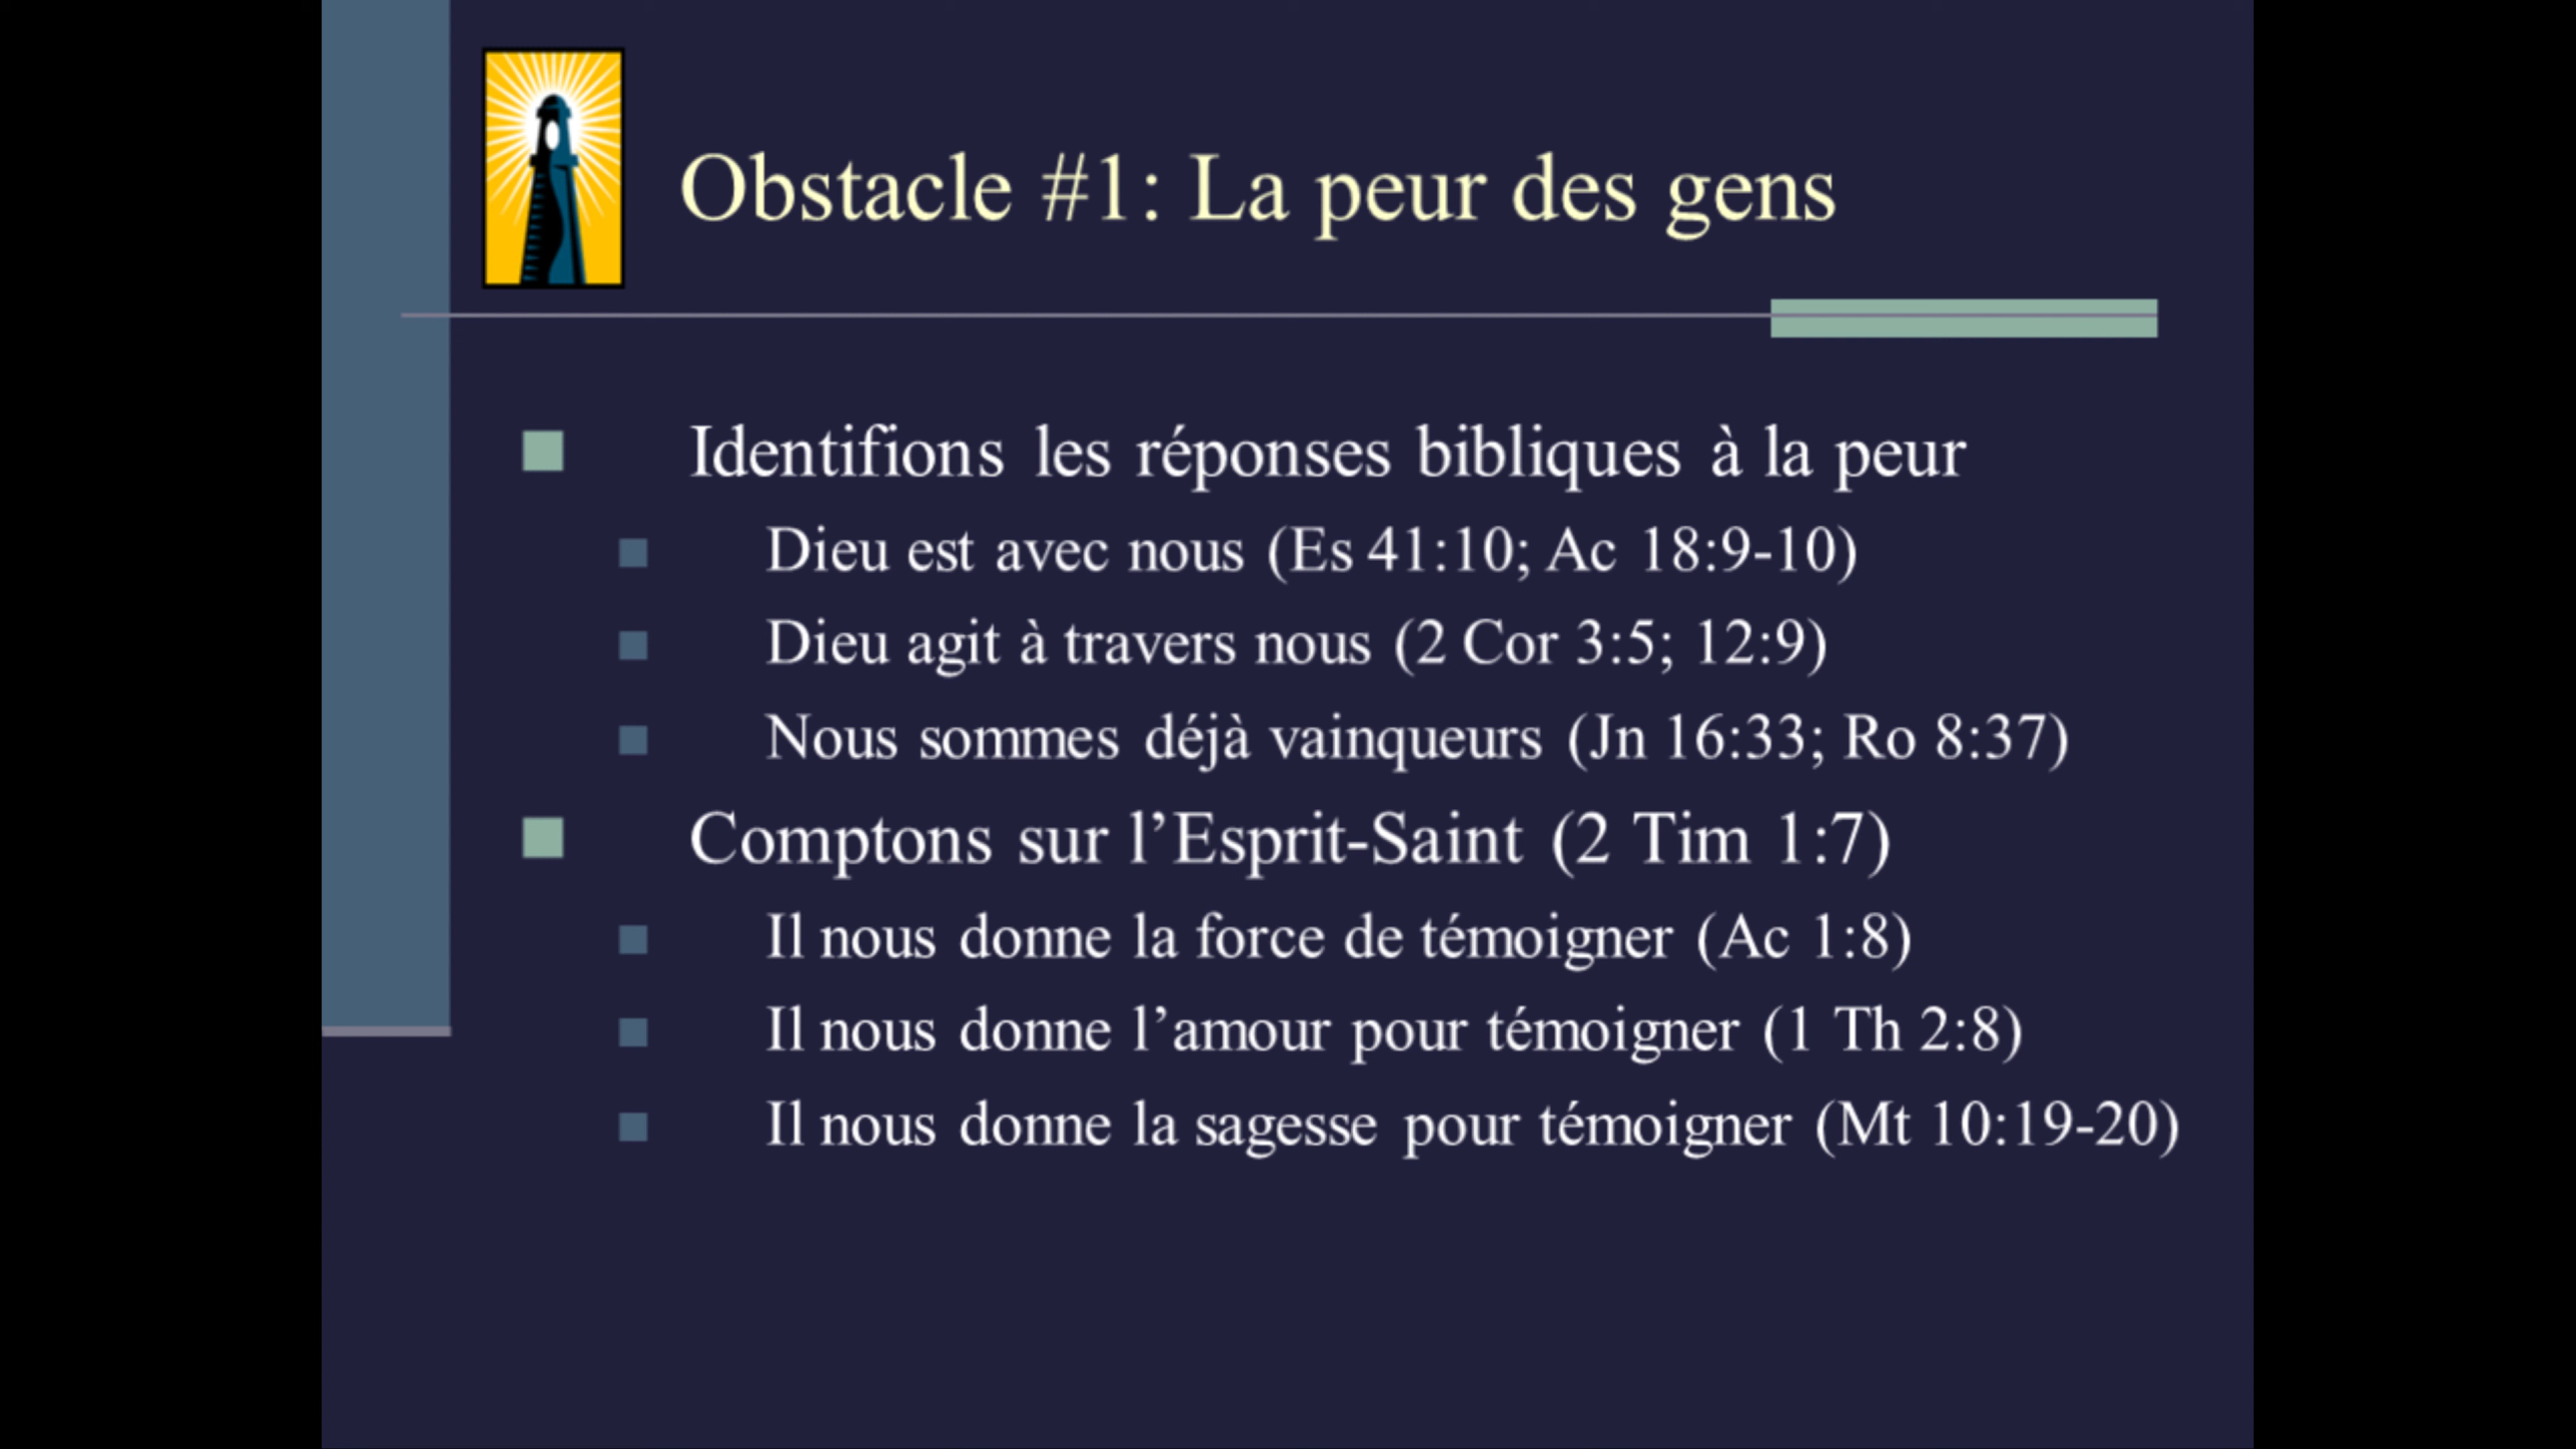 Obstacle #1: La peur des gens
Identifions les réponses bibliques à la peur
Dieu est avec nous (Es 41:10; Ac 18:9-10)
Dieu agit à travers nous (2 Cor 3:5; 12:9)
Nous sommes déjà vainqueurs (Jn 16:33; Ro 8:37)
Comptons sur l’Esprit-Saint (2 Tim 1:7)
Il nous donne la force de témoigner (Ac 1:8)
Il nous donne l’amour pour témoigner (1 Th 2:8)
Il nous donne la sagesse pour témoigner (Mt 10:19-20)